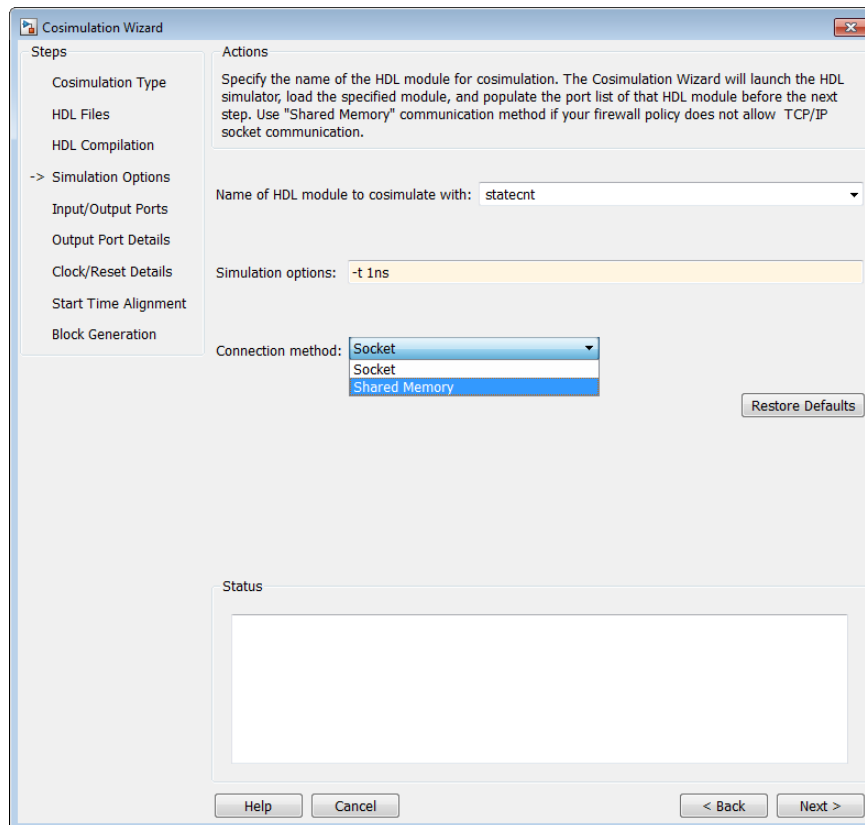 Cosimulation Wizard
Steps
Cosimulation Type
HDL Files
HDL Compilation
-> Simulation Options
Input/Output Ports
Output Port Details
Clock/Reset Details
Start Time Alignment
Block Generation
Actions
Specify the name of the HDL module for cosimulation. The Cosimulation Wizard will launch the HDL
simulator, load the specified module, and populate the port list of that HDL module before the next
step. Use "Shared Memory" communication method if your firewall policy does not allow TCP/IP
socket communication.
Name of HDL module to cosimulate with: statecnt
Simulation options: -t 1ns
Connection method: Socket
Socket
Shared Memory
Restore Defaults
Status
Help Cancel < Back Next >